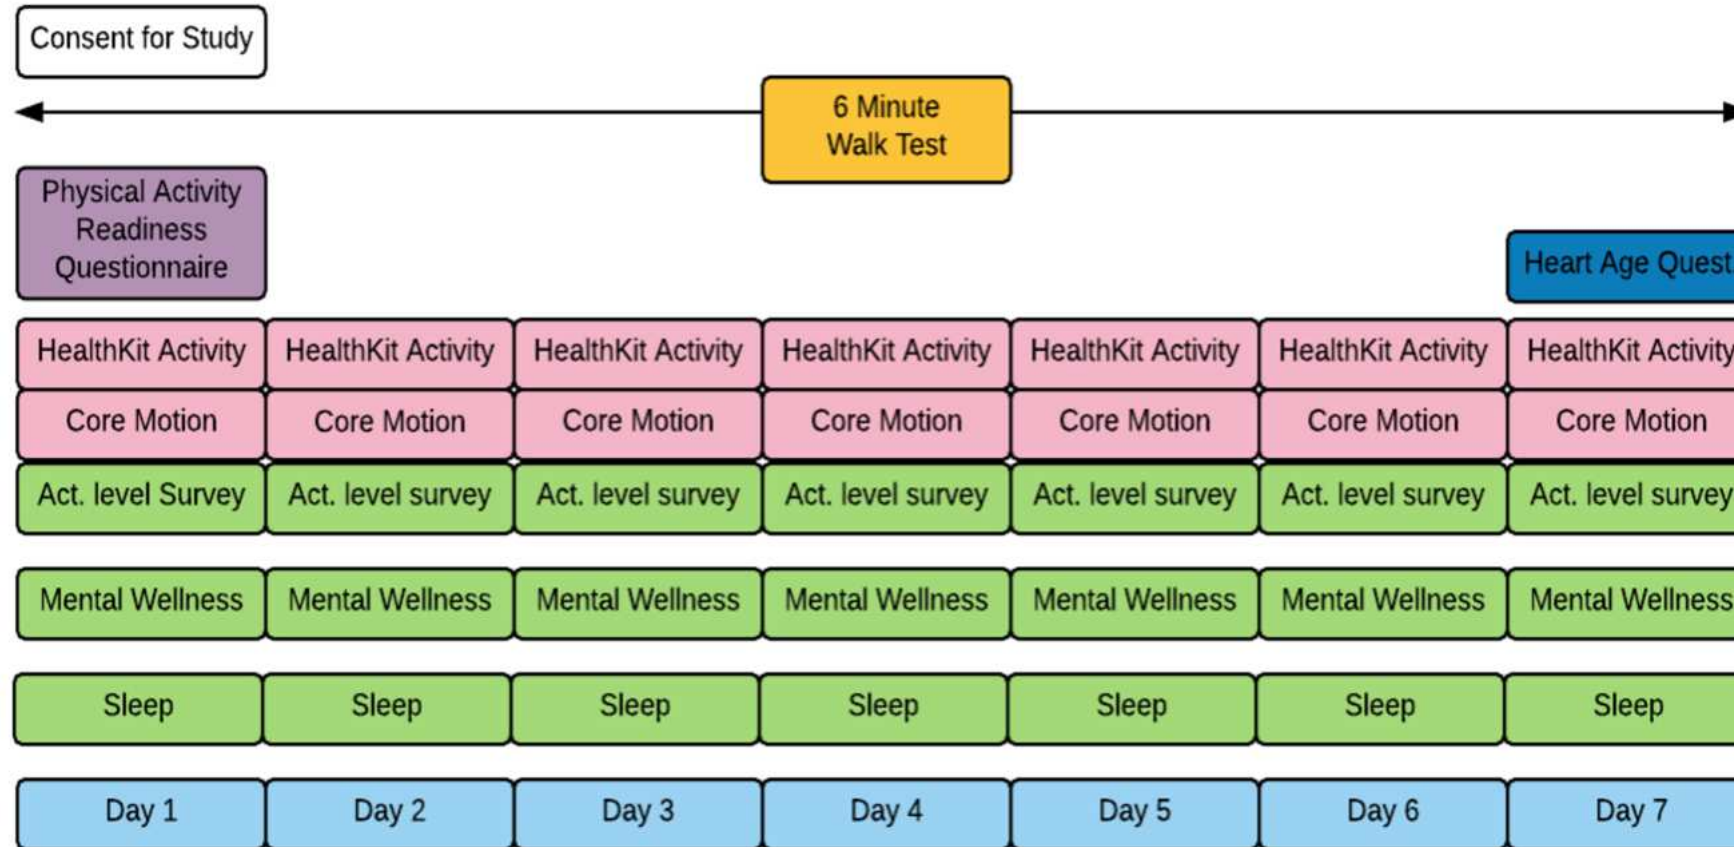 Consent for Study
6 Minute
Walk Test
Physical Activity
Readiness
Questionnaire
Heart Age Quest.
HealthKit Activity HealthKit Activity HealthKit Activity HealthKit Activity HealthKit Activity HealthKit Activity HealthKit Activity
Core Motion Core Motion Core Motion Core Motion Core Motion Core Motion Core Motion
Act. level Survey Act. level survey Act. level survey Act. level survey Act. level survey Act. level survey Act. level survey
Mental Wellness Mental Wellness Mental Wellness Mental Wellness Mental Wellness Mental Wellness Mental Wellness
Sleep Sleep Sleep Sleep Sleep Sleep Sleep
Day 1 Day 2 Day 3 Day 4 Day 5 Day 6 Day 7